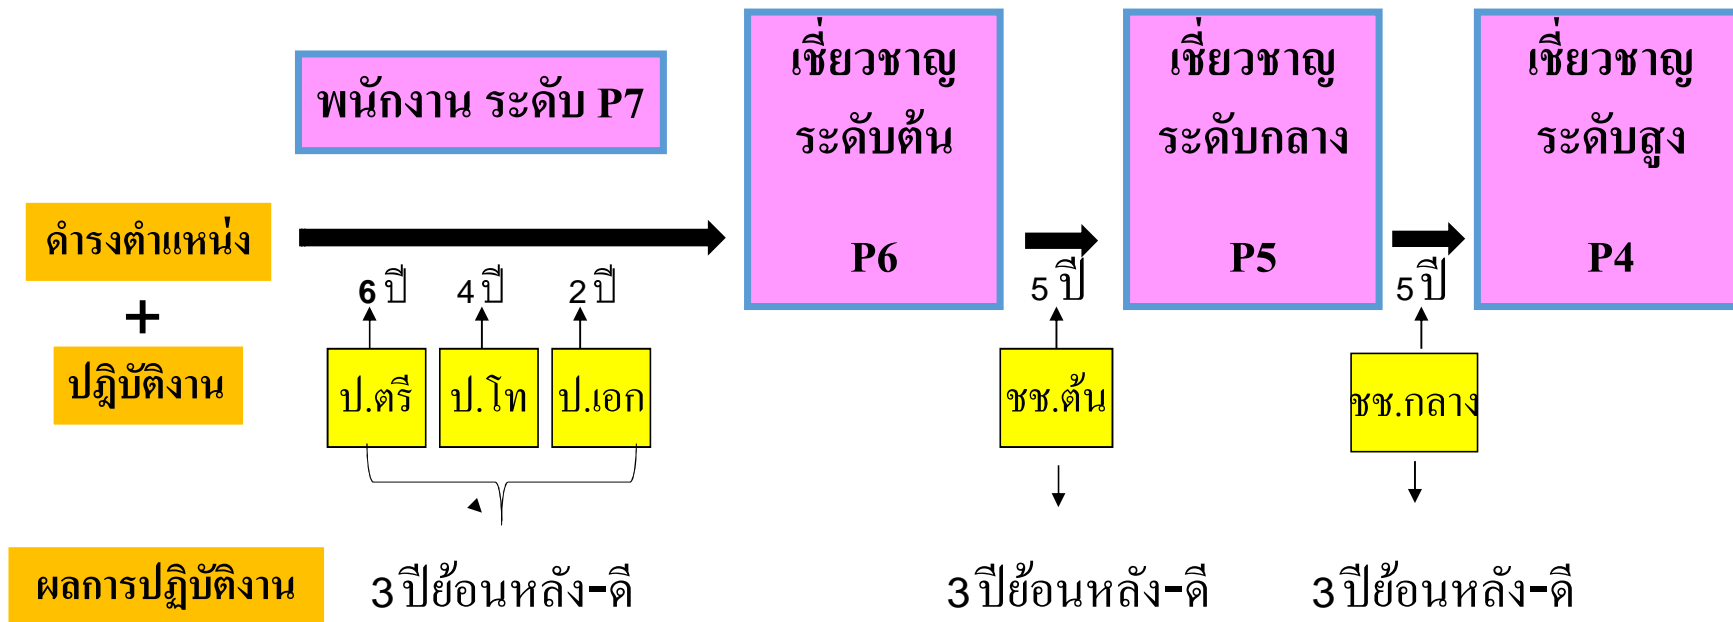 พนักงาน ระดับ P7
เชี่ยวชาญ
ระดับต้น
P6
เชี่ยวชาญ
ระดับกลาง
P5
เชี่ยวชาญ
ระดับสูง
P4
ดำรงตำแหน่ง
+
ปฎิบัติงาน
6 ปี
4 ปี
2 ปี
5 ปี
5 ปี
ป.ตรี
ป.โท
ป.เอก
ชช.ต้น
ชช.กลาง
ผลการปฏิบัติงาน
3 ปีย้อนหลัง-ดี
3 ปีย้อนหลัง-ดี
3 ปีย้อนหลัง-ดี